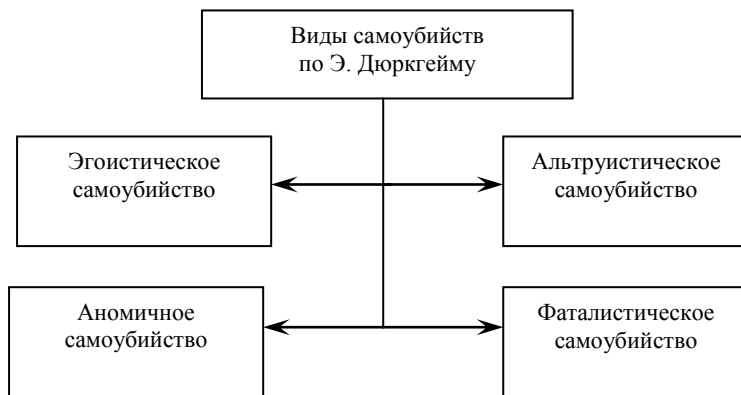 Виды самоубийств
по Э. Дюркгейму
Эгоистическое
самоубийство
Альтруистическое
самоубийство
Аномичное
самоубийство
Фаталистическое
самоубийство